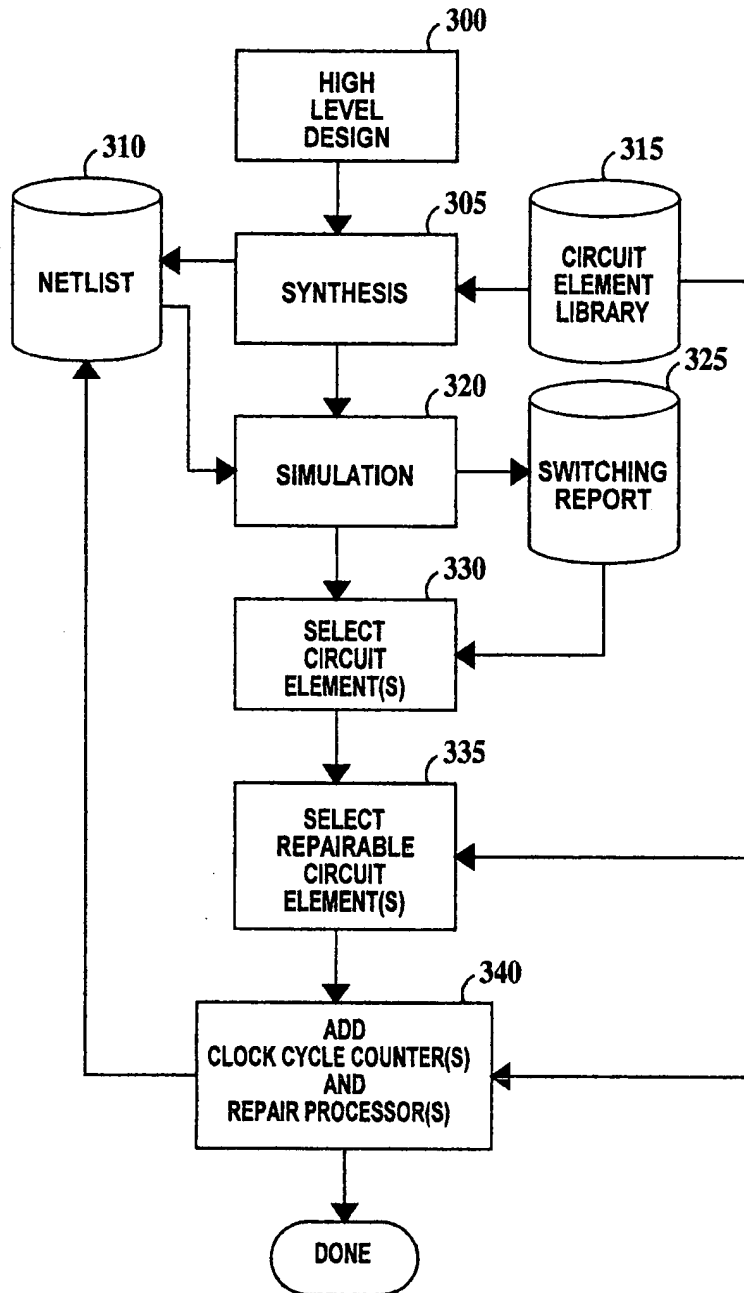 300
HIGH
LEVEL
DESIGN
310
NETLIST
305
SYNTHESIS
315
CIRCUIT
ELEMENT
LIBRARY
320
SIMULATION
325
SWITCHING
REPORT
330
SELECT
CIRCUIT
ELEMENT(S)
335
SELECT
REPAIRABLE
CIRCUIT
ELEMENT(S)
340
ADD
CLOCK CYCLE COUNTER(S)
AND
REPAIR PROCESSOR(S)
DONE